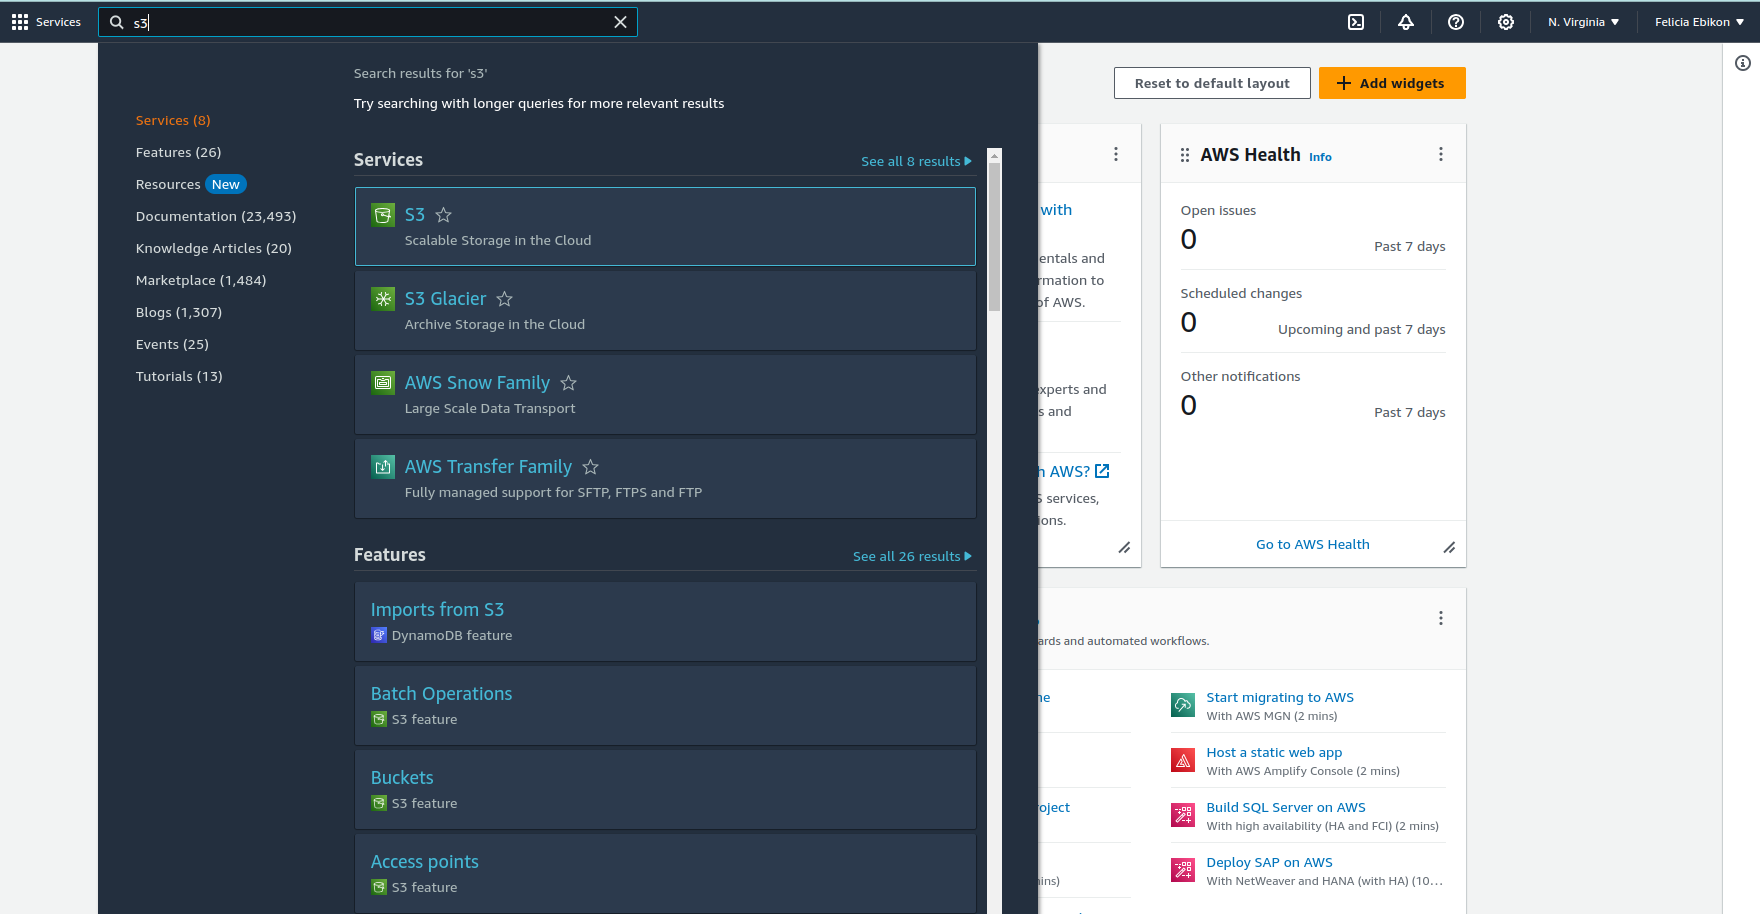 Services
s3
N. Virginia
Felicia Ebikon
Search results for 's3'
Try searching with longer queries for more relevant results
Services (8)
Features (26)
Resources New
Documentation (23,493)
Knowledge Articles (20)
Marketplace (1,484)
Blogs (1,307)
Events (25)
Tutorials (13)
Services
See all 8 results
S3
Scalable Storage in the Cloud
S3 Glacier
Archive Storage in the Cloud
AWS Snow Family
Large Scale Data Transport
AWS Transfer Family
Fully managed support for SFTP, FTPS and FTP
Features
See all 26 results
Imports from S3
DynamoDB feature
Batch Operations
S3 feature
Buckets
S3 feature
Access points
S3 feature
Reset to default layout
Add widgets
with
entals and
rmation to
of AWS.
experts and
s and
h AWS?
S services,
ions.
AWS Health Info
Open issues
0
Past 7 days
Scheduled changes
0
Upcoming and past 7 days
Other notifications
0
Past 7 days
Go to AWS Health
ards and automated workflows.
ne
roject
ins)
Start migrating to AWS
With AWS MGN (2 mins)
Host a static web app
With AWS Amplify Console (2 mins)
Build SQL Server on AWS
With high availability (HA and FCI) (2 mins)
Deploy SAP on AWS
With NetWeaver and HANA (with HA) (10...